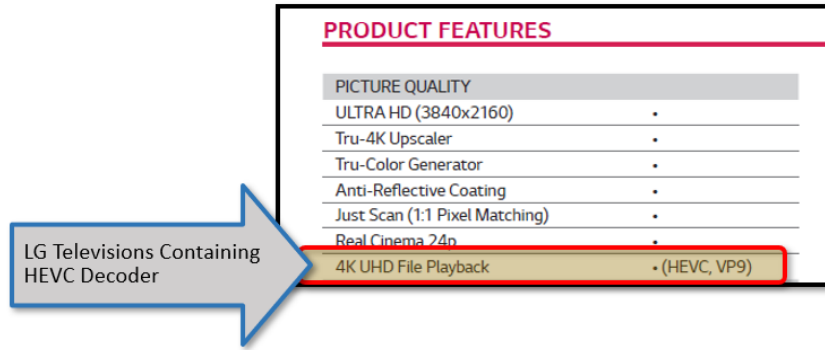 PRODUCT FEATURES
PICTURE QUALITY
ULTRA HD (3840x2160) •
Tru-4K Upscaler •
Tru-Color Generator •
Anti-Reflective Coating •
Just Scan (1:1 Pixel Matching) •
Real Cinema 24p •
4K UHD File Playback • (HEVC, VP9)
LG Televisions Containing
HEVC Decoder